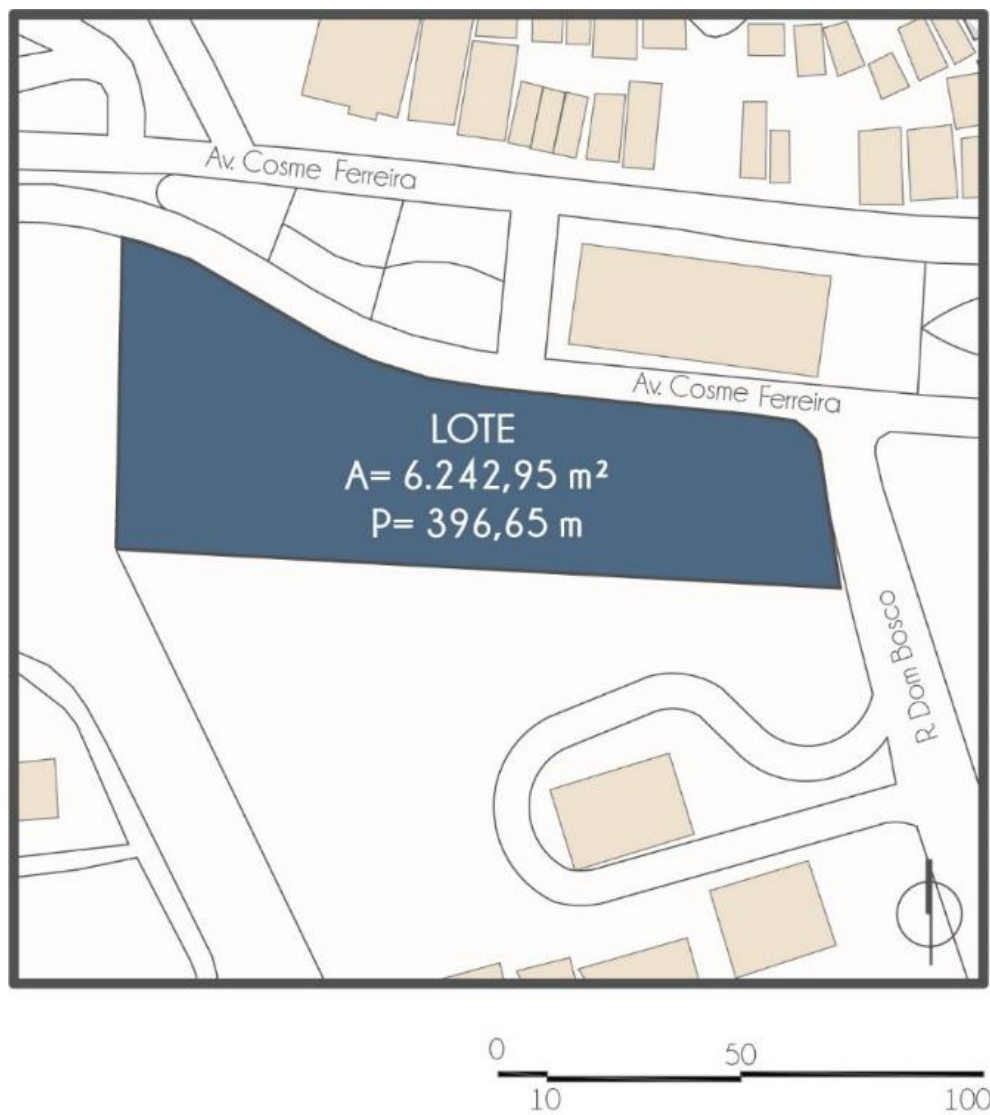 Av. Cosme Ferreira
Av. Cosme Ferreira
LOTE
A= 6.242,95 m²
P= 396,65 m
R. Dom Bosco
0
50
10
100